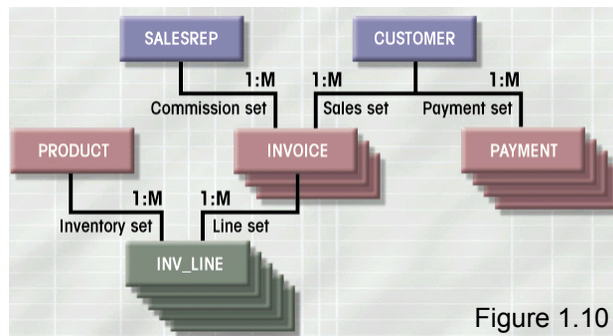 SALESREP
CUSTOMER
1:M
1:M
1:M
Commission set
Sales set
Payment set
PRODUCT
INVOICE
PAYMENT
1:M
1:M
Inventory set
Line set
INV_LINE
Figure 1.10